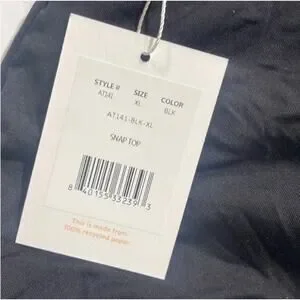 STYLE # SIZE COLOR
AT141 XL BLK
AT141-BLK-XL
SNAP TOP
8 40155 33239 3
This is made from
100% recycled paper